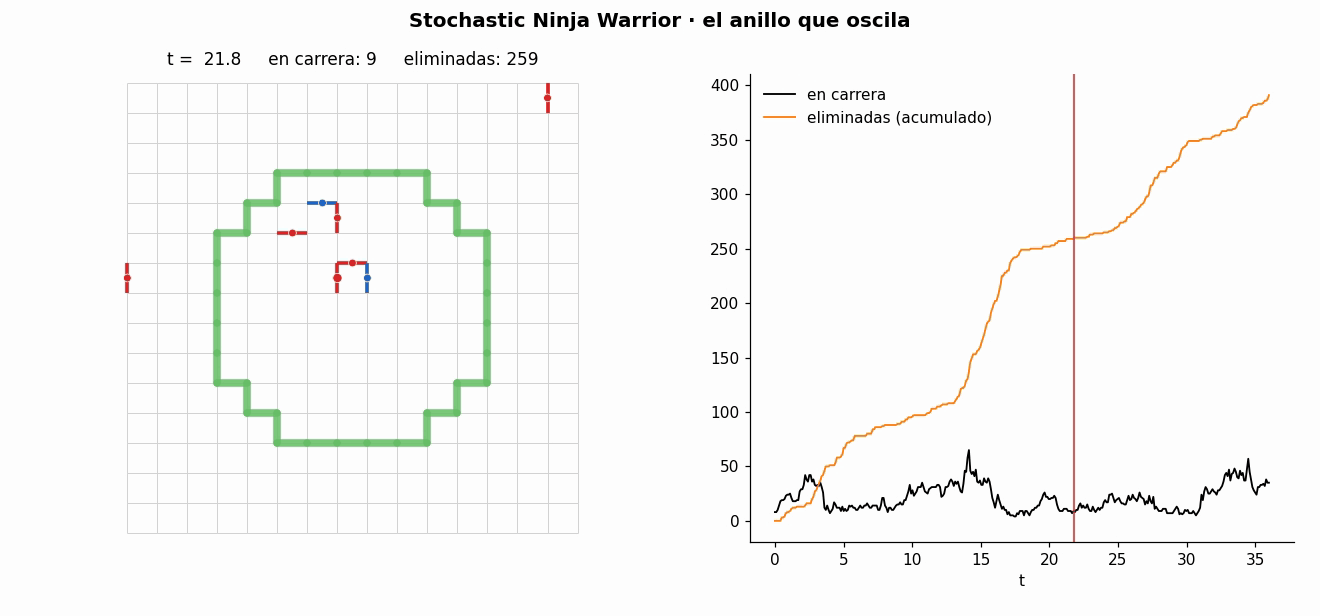 Stochastic Ninja Warrior · el anillo que oscila
t =  21.8     en carrera: 9     eliminadas: 259
400
350
300
250
200
150
100
50
0
en carrera
eliminadas (acumulado)
0 5 10 15 20 25 30 35
t